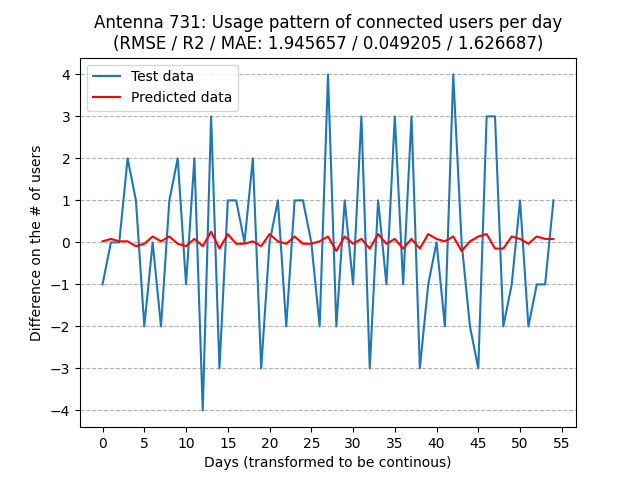 Antenna 731: Usage pattern of connected users per day
(RMSE / R2 / MAE: 1.945657 / 0.049205 / 1.626687)
Test data
Predicted data
Difference on the # of users
4
3
2
1
0
−1
−2
−3
−4
0 5 10 15 20 25 30 35 40 45 50 55
Days (transformed to be continous)